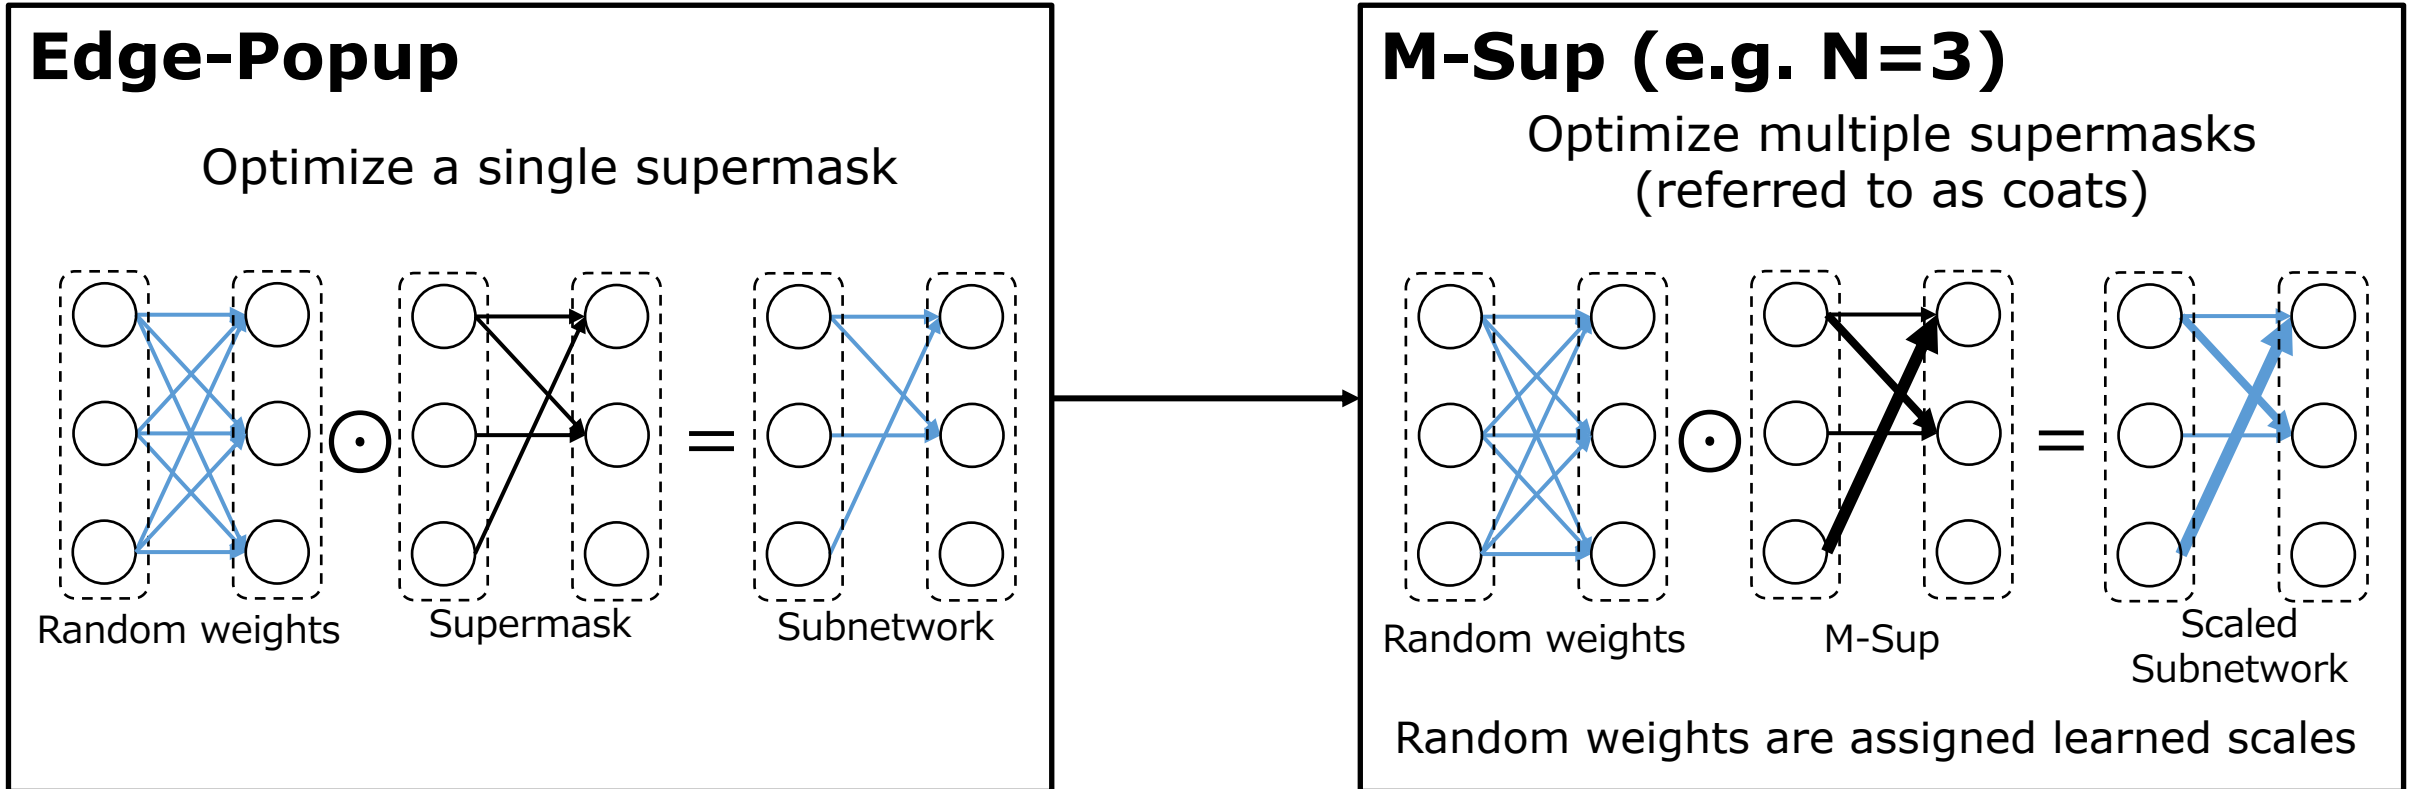 Edge-Popup
Optimize a single supermask
Random weights
Supermask
=
Subnetwork
M-Sup (e.g. N=3)
Optimize multiple supermasks
(referred to as coats)
Random weights
M-Sup
=
Scaled
Subnetwork
Random weights are assigned learned scales